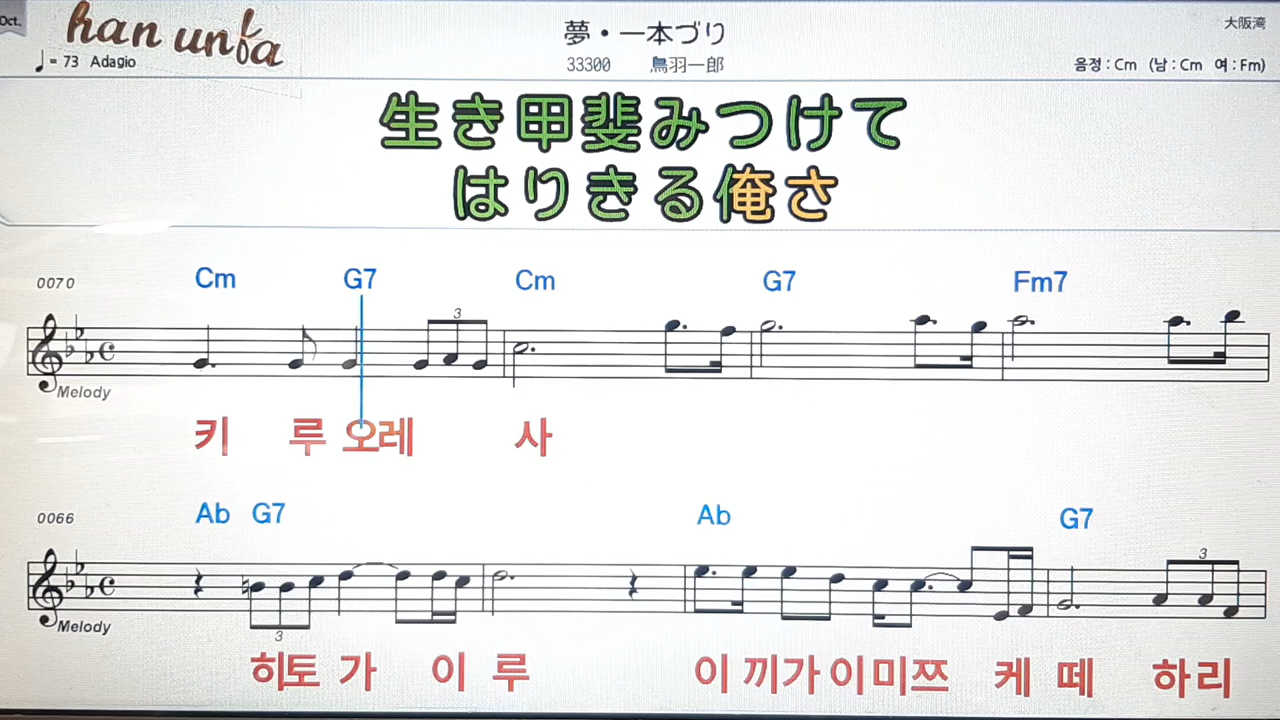 Oct.
han unfa
夢・一本づり
大阪湾
♩= 73 Adagio
33300 鳥羽一郎
음정 : Cm (남 : Cm 여 : Fm)
生き甲斐みつけて
はりきる俺さ
0070
Cm G7 Cm G7 Fm7
3
Melody
키 루 오레 사
0066
Ab G7 Ab G7
3
Melody
3
히토 가 이 루 이 끼가 이 미쯔 케 떼 하리